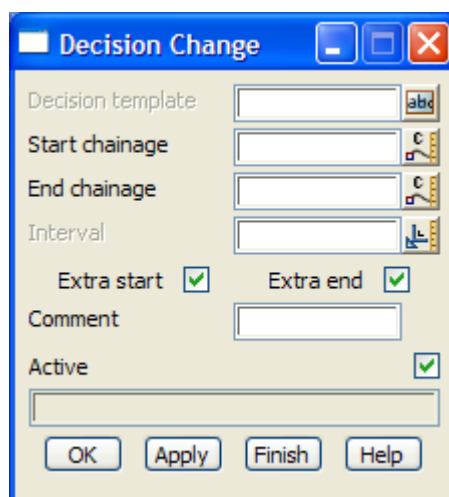 Decision Change
Decision template abc
Start chainage C
End chainage C
Interval
Extra start Extra end
Comment
Active
OK Apply Finish Help